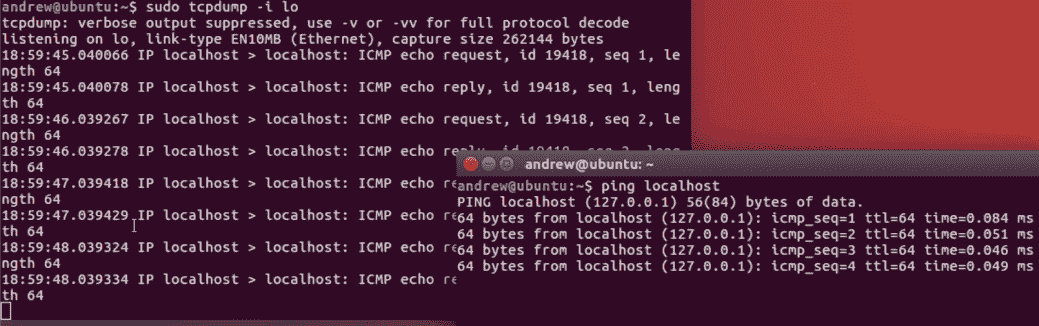 andrew@ubuntu:~$ sudo tcpdump -i lo
tcpdump: verbose output suppressed, use -v or -vv for full protocol decode
listening on lo, link-type EN10MB (Ethernet), capture size 262144 bytes
18:59:45.040066 IP localhost > localhost: ICMP echo request, id 19418, seq 1, le
ngth 64
18:59:45.040078 IP localhost > localhost: ICMP echo reply, id 19418, seq 1, leng
th 64
18:59:46.039267 IP localhost > localhost: ICMP echo request, id 19418, seq 2, le
ngth 64
18:59:46.039278 IP localhost > localhost: ICMP echo reply, id 19418, seq 2, leng
th 64
18:59:47.039418 IP localhost > localhost: ICMP echo re
ngth 64
18:59:47.039429 IP localhost > localhost: ICMP echo re
th 64
18:59:48.039324 IP localhost > localhost: ICMP echo re
ngth 64
18:59:48.039334 IP localhost > localhost: ICMP echo re
th 64
andrew@ubuntu: ~
andrew@ubuntu:~$ ping localhost
PING localhost (127.0.0.1) 56(84) bytes of data.
64 bytes from localhost (127.0.0.1): icmp_seq=1 ttl=64 time=0.084 ms
64 bytes from localhost (127.0.0.1): icmp_seq=2 ttl=64 time=0.051 ms
64 bytes from localhost (127.0.0.1): icmp_seq=3 ttl=64 time=0.046 ms
64 bytes from localhost (127.0.0.1): icmp_seq=4 ttl=64 time=0.049 ms